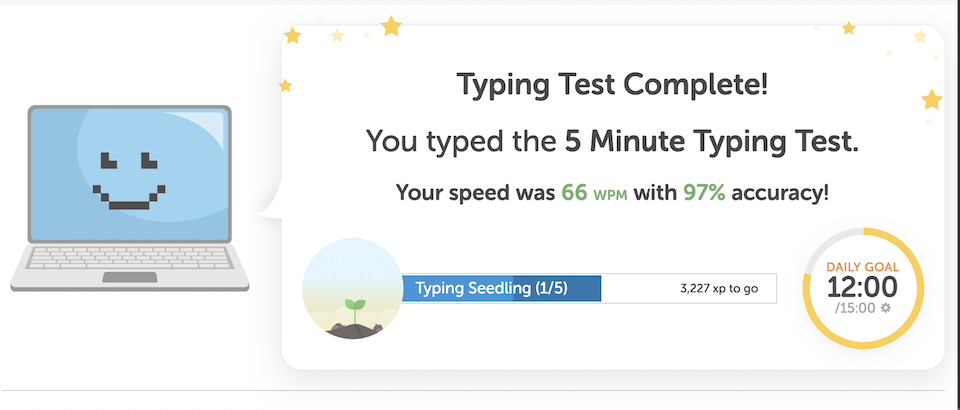 Typing Test Complete!
You typed the 5 Minute Typing Test.
Your speed was 66 WPM with 97% accuracy!
Typing Seedling (1/5)
3,227 xp to go
DAILY GOAL
12:00
/15:00